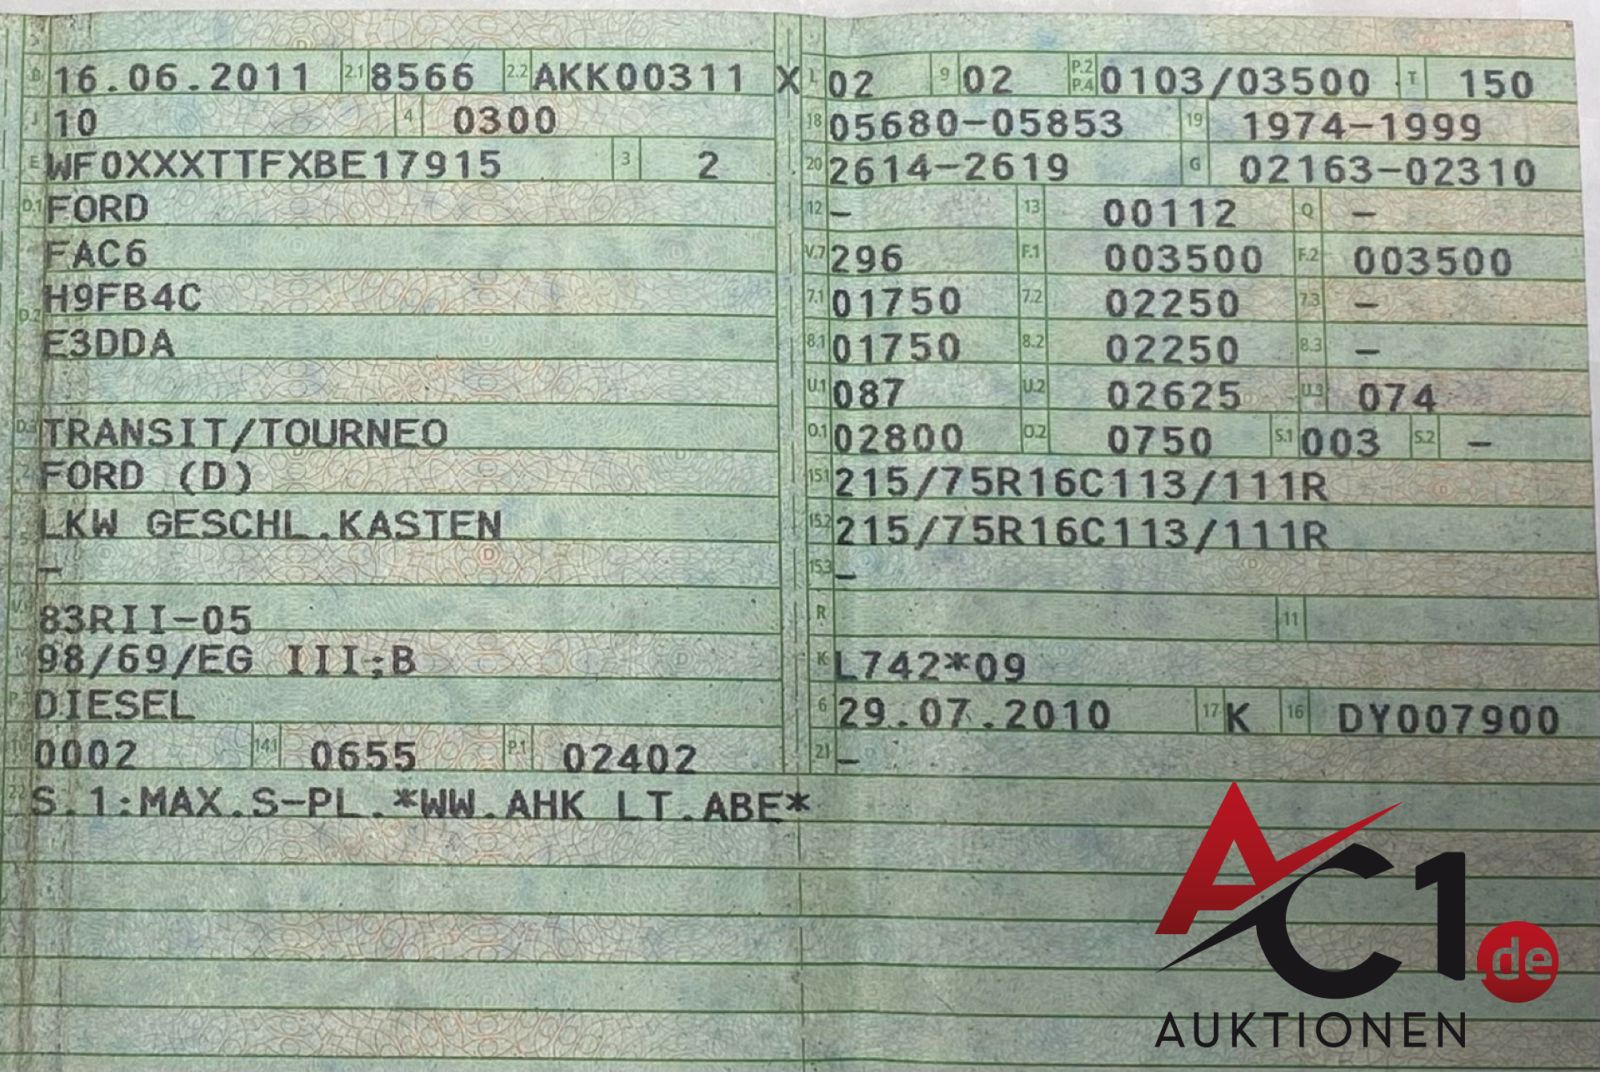 B 16.06.2011 2.1 8566 2.2 AKK00311 X
J 10 4 0300
E WF0XXXTTFXBE17915 3 2
D.1 FORD
FAC6
D.2 H9FB4C
E3DDA
D.3 TRANSIT/TOURNEO
2 FORD (D)
LKW GESCHL.KASTEN
–
V.9 83RII-05
14 98/69/EG III;B
P.3 DIESEL
10 0002 14.1 0655 P.1 02402
L 02 9 02 P.2 P.4 0103/03500 T 150
18 05680-05853 19 1974-1999
20 2614-2619 G 02163-02310
12 – 13 00112 Q –
V.7 296 F.1 003500 F.2 003500
7.1 01750 7.2 02250 7.3 –
8.1 01750 8.2 02250 8.3 –
U.1 087 U.2 02625 U.3 074
O.1 02800 O.2 0750 S.1 003 S.2 –
15.1 215/75R16C113/111R
15.2 215/75R16C113/111R
15.3 –
R 11
K L742*09
6 29.07.2010 17 K 16 DY007900
21 –
22 S.1:MAX.S-PL.*WW.AHK LT.ABE*
AC1.de
AUKTIONEN